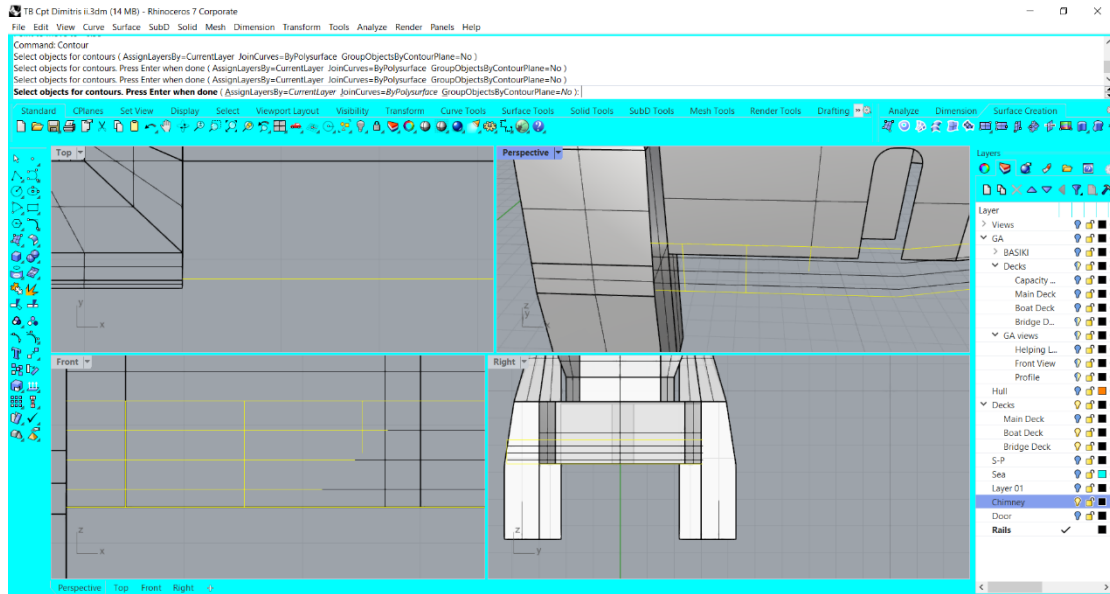 TB Cpt Dimitris ii.3dm (14 MB) - Rhinoceros 7 Corporate
File Edit View Curve Surface SubD Solid Mesh Dimension Transform Tools Analyze Render Panels Help
Command: Contour
Select objects for contours ( AssignLayersBy=CurrentLayer JoinCurves=ByPolysurface GroupObjectsByContourPlane=No )
Select objects for contours. Press Enter when done ( AssignLayersBy=CurrentLayer JoinCurves=ByPolysurface GroupObjectsByContourPlane=No )
Select objects for contours. Press Enter when done ( AssignLayersBy=CurrentLayer JoinCurves=ByPolysurface GroupObjectsByContourPlane=No )
Select objects for contours. Press Enter when done ( AssignLayersBy=CurrentLayer JoinCurves=ByPolysurface GroupObjectsByContourPlane=No ):
Standard CPlanes Set View Display Select Viewport Layout Visibility Transform Curve Tools Surface Tools Solid Tools SubD Tools Mesh Tools Render Tools Drafting Analyze Dimension Surface Creation
Top
Perspective
Layers
Layer
Views
GA
BASIKI
Decks
Capacity ...
Main Deck
Boat Deck
Bridge D...
GA views
Helping L...
Front View
Profile
Hull
Decks
Main Deck
Boat Deck
Bridge Deck
S-P
Sea
Layer 01
Chimney
Door
Rails
y
x
z
y
x
Front
Right
z
x
z
y
Perspective Top Front Right